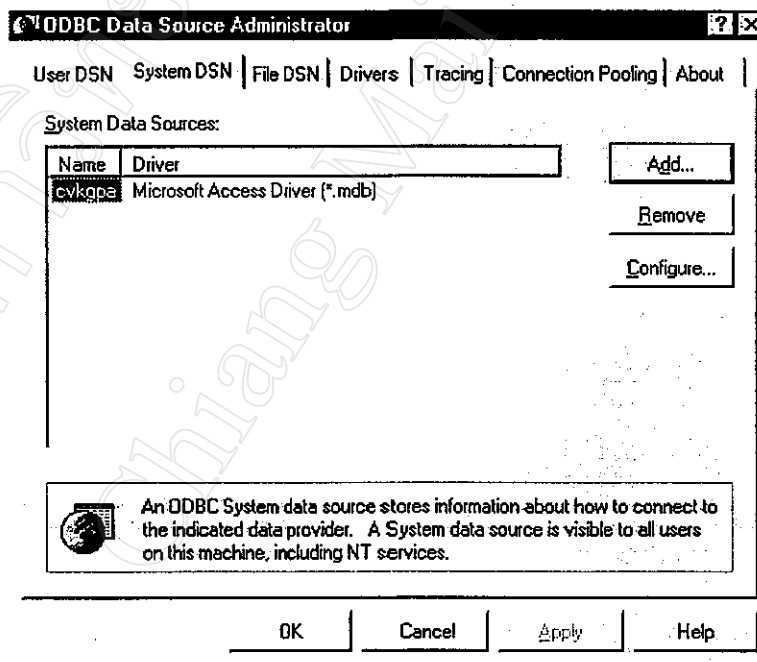 ODBC Data Source Administrator
User DSN System DSN File DSN Drivers Tracing Connection Pooling About
System Data Sources:
Name Driver
cvkgpa Microsoft Access Driver (*.mdb)
Add...
Remove
Configure...
An ODBC System data source stores information about how to connect to
the indicated data provider. A System data source is visible to all users
on this machine, including NT services.
OK Cancel Apply Help
Chiang Mai